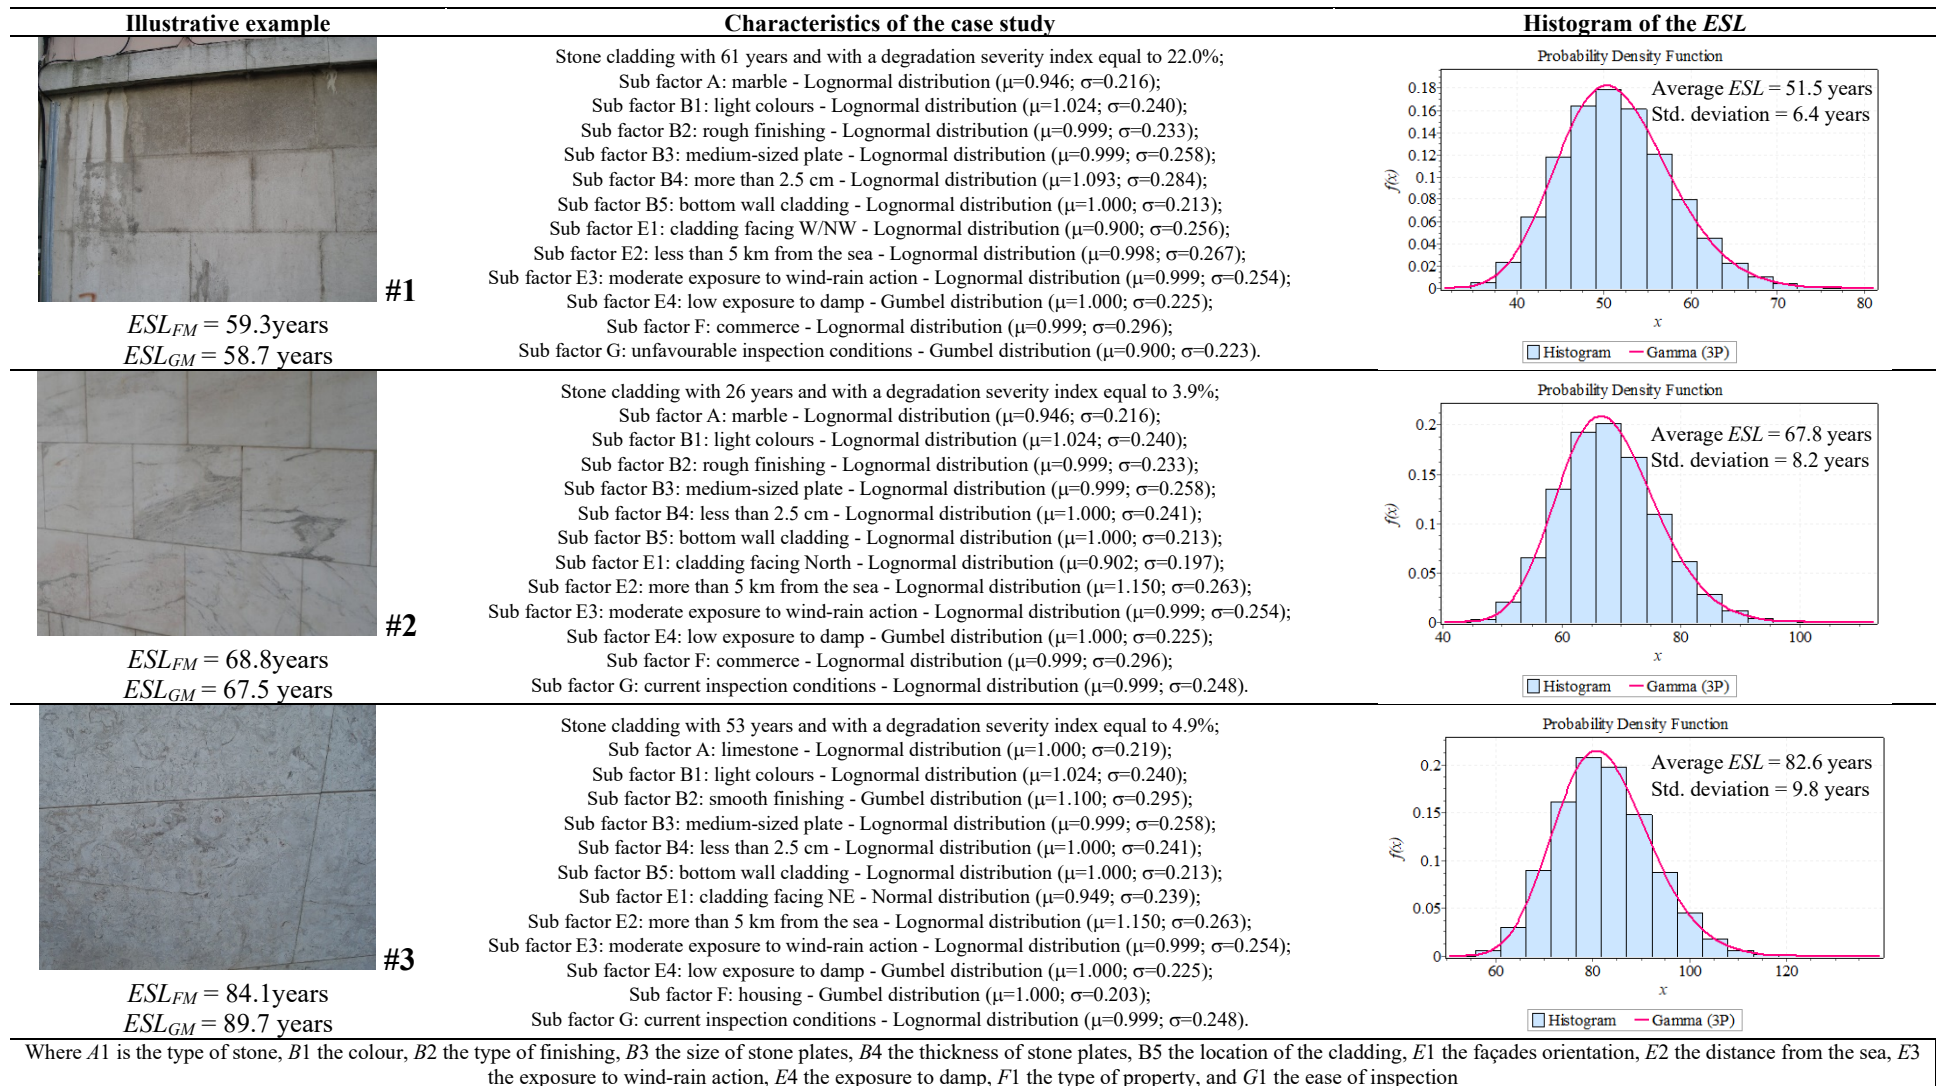 Illustrative example
Characteristics of the case study
Histogram of the ESL
#1
ESLFM = 59.3years
ESLGM = 58.7 years
Stone cladding with 61 years and with a degradation severity index equal to 22.0%;
Sub factor A: marble - Lognormal distribution (μ=0.946; σ=0.216);
Sub factor B1: light colours - Lognormal distribution (μ=1.024; σ=0.240);
Sub factor B2: rough finishing - Lognormal distribution (μ=0.999; σ=0.233);
Sub factor B3: medium-sized plate - Lognormal distribution (μ=0.999; σ=0.258);
Sub factor B4: more than 2.5 cm - Lognormal distribution (μ=1.093; σ=0.284);
Sub factor B5: bottom wall cladding - Lognormal distribution (μ=1.000; σ=0.213);
Sub factor E1: cladding facing W/NW - Lognormal distribution (μ=0.900; σ=0.256);
Sub factor E2: less than 5 km from the sea - Lognormal distribution (μ=0.998; σ=0.267);
Sub factor E3: moderate exposure to wind-rain action - Lognormal distribution (μ=0.999; σ=0.254);
Sub factor E4: low exposure to damp - Gumbel distribution (μ=1.000; σ=0.225);
Sub factor F: commerce - Lognormal distribution (μ=0.999; σ=0.296);
Sub factor G: unfavourable inspection conditions - Gumbel distribution (μ=0.900; σ=0.223).
Probability Density Function
Average ESL = 51.5 years
Std. deviation = 6.4 years
f(x)
0.18
0.16
0.14
0.12
0.1
0.08
0.06
0.04
0.02
0
40 50 60 70 80
x
Histogram Gamma (3P)
#2
ESLFM = 68.8years
ESLGM = 67.5 years
Stone cladding with 26 years and with a degradation severity index equal to 3.9%;
Sub factor A: marble - Lognormal distribution (μ=0.946; σ=0.216);
Sub factor B1: light colours - Lognormal distribution (μ=1.024; σ=0.240);
Sub factor B2: rough finishing - Lognormal distribution (μ=0.999; σ=0.233);
Sub factor B3: medium-sized plate - Lognormal distribution (μ=0.999; σ=0.258);
Sub factor B4: less than 2.5 cm - Lognormal distribution (μ=1.000; σ=0.241);
Sub factor B5: bottom wall cladding - Lognormal distribution (μ=1.000; σ=0.213);
Sub factor E1: cladding facing North - Lognormal distribution (μ=0.902; σ=0.197);
Sub factor E2: more than 5 km from the sea - Lognormal distribution (μ=1.150; σ=0.263);
Sub factor E3: moderate exposure to wind-rain action - Lognormal distribution (μ=0.999; σ=0.254);
Sub factor E4: low exposure to damp - Gumbel distribution (μ=1.000; σ=0.225);
Sub factor F: commerce - Lognormal distribution (μ=0.999; σ=0.296);
Sub factor G: current inspection conditions - Lognormal distribution (μ=0.999; σ=0.248).
Probability Density Function
Average ESL = 67.8 years
Std. deviation = 8.2 years
f(x)
0.2
0.15
0.1
0.05
0
40 60 80 100
x
Histogram Gamma (3P)
#3
ESLFM = 84.1years
ESLGM = 89.7 years
Stone cladding with 53 years and with a degradation severity index equal to 4.9%;
Sub factor A: limestone - Lognormal distribution (μ=1.000; σ=0.219);
Sub factor B1: light colours - Lognormal distribution (μ=1.024; σ=0.240);
Sub factor B2: smooth finishing - Gumbel distribution (μ=1.100; σ=0.295);
Sub factor B3: medium-sized plate - Lognormal distribution (μ=0.999; σ=0.258);
Sub factor B4: less than 2.5 cm - Lognormal distribution (μ=1.000; σ=0.241);
Sub factor B5: bottom wall cladding - Lognormal distribution (μ=1.000; σ=0.213);
Sub factor E1: cladding facing NE - Normal distribution (μ=0.949; σ=0.239);
Sub factor E2: more than 5 km from the sea - Lognormal distribution (μ=1.150; σ=0.263);
Sub factor E3: moderate exposure to wind-rain action - Lognormal distribution (μ=0.999; σ=0.254);
Sub factor E4: low exposure to damp - Gumbel distribution (μ=1.000; σ=0.225);
Sub factor F: housing - Gumbel distribution (μ=1.000; σ=0.203);
Sub factor G: current inspection conditions - Lognormal distribution (μ=0.999; σ=0.248).
Probability Density Function
Average ESL = 82.6 years
Std. deviation = 9.8 years
f(x)
0.2
0.15
0.1
0.05
0
60 80 100 120
x
Histogram Gamma (3P)
Where A1 is the type of stone, B1 the colour, B2 the type of finishing, B3 the size of stone plates, B4 the thickness of stone plates, B5 the location of the cladding, E1 the façades orientation, E2 the distance from the sea, E3
the exposure to wind-rain action, E4 the exposure to damp, F1 the type of property, and G1 the ease of inspection